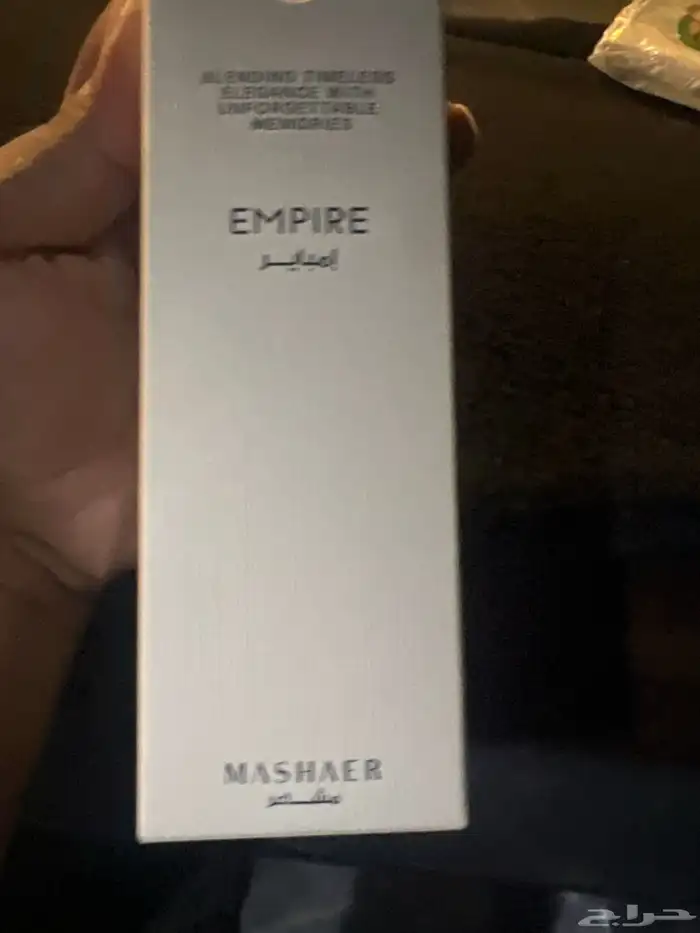 BLENDING TIMELESS
ELEGANCE WITH
UNFORGETTABLE
MEMORIES
EMPIRE
إمباير
MASHAER
مشاعر
حراج